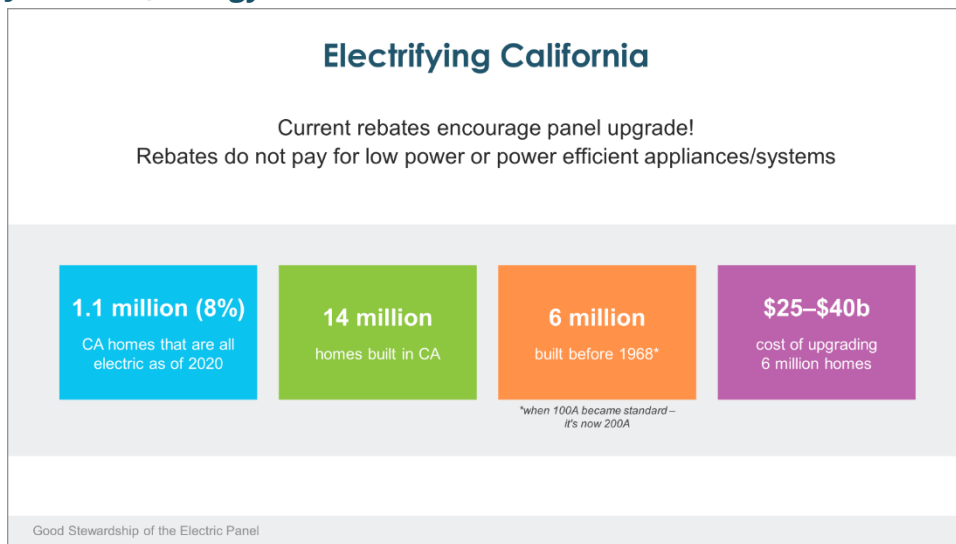 Electrifying California
Current rebates encourage panel upgrade!
Rebates do not pay for low power or power efficient appliances/systems
1.1 million (8%)
CA homes that are all
electric as of 2020
14 million
homes built in CA
6 million
built before 1968*
*when 100A became standard –
it's now 200A
$25–$40b
cost of upgrading
6 million homes
Good Stewardship of the Electric Panel